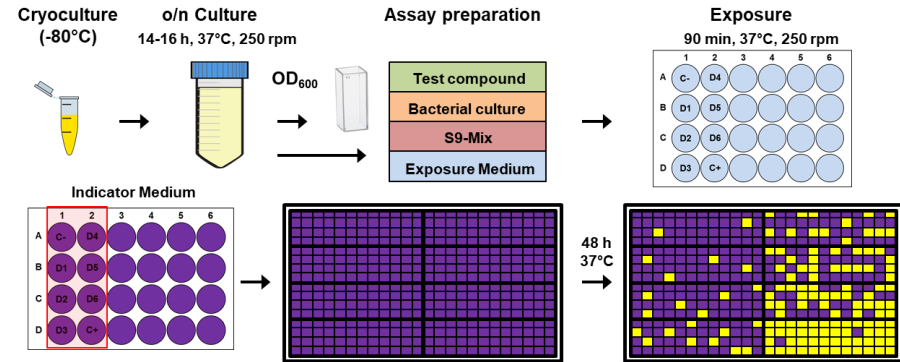 Cryoculture
(-80°C)
o/n Culture
14-16 h, 37°C, 250 rpm
Assay preparation
Exposure
90 min, 37°C, 250 rpm
OD600
Test compound
Bacterial culture
S9-Mix
Exposure Medium
1 2 3 4 5 6
A C- D4
B D1 D5
C D2 D6
D D3 C+
Indicator Medium
1 2 3 4 5 6
A C- D4
B D1 D5
C D2 D6
D D3 C+
48 h
37°C